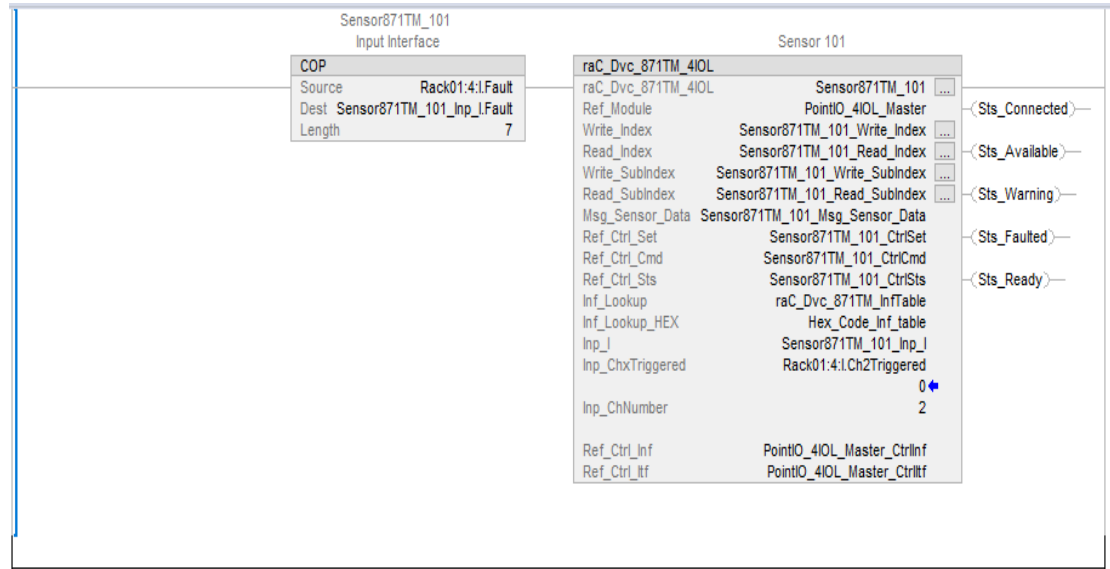 Sensor871TM_101
Input Interface
COP
Source Rack01:4:I.Fault
Dest Sensor871TM_101_Inp_I.Fault
Length 7
Sensor 101
raC_Dvc_871TM_4IOL
raC_Dvc_871TM_4IOL Sensor871TM_101 ...
Ref_Module PointIO_4IOL_Master
Write_Index Sensor871TM_101_Write_Index ...
Read_Index Sensor871TM_101_Read_Index ...
Write_SubIndex Sensor871TM_101_Write_SubIndex ...
Read_SubIndex Sensor871TM_101_Read_SubIndex ...
Msg_Sensor_Data Sensor871TM_101_Msg_Sensor_Data
Ref_Ctrl_Set Sensor871TM_101_CtrlSet
Ref_Ctrl_Cmd Sensor871TM_101_CtrlCmd
Ref_Ctrl_Sts Sensor871TM_101_CtrlSts
Inf_Lookup raC_Dvc_871TM_InfTable
Inf_Lookup_HEX Hex_Code_Inf_table
Inp_I Sensor871TM_101_Inp_I
Inp_ChxTriggered Rack01:4:I.Ch2Triggered
0
Inp_ChNumber 2
Ref_Ctrl_Inf PointIO_4IOL_Master_CtrlInf
Ref_Ctrl_Itf PointIO_4IOL_Master_CtrlItf
Sts_Connected
Sts_Available
Sts_Warning
Sts_Faulted
Sts_Ready